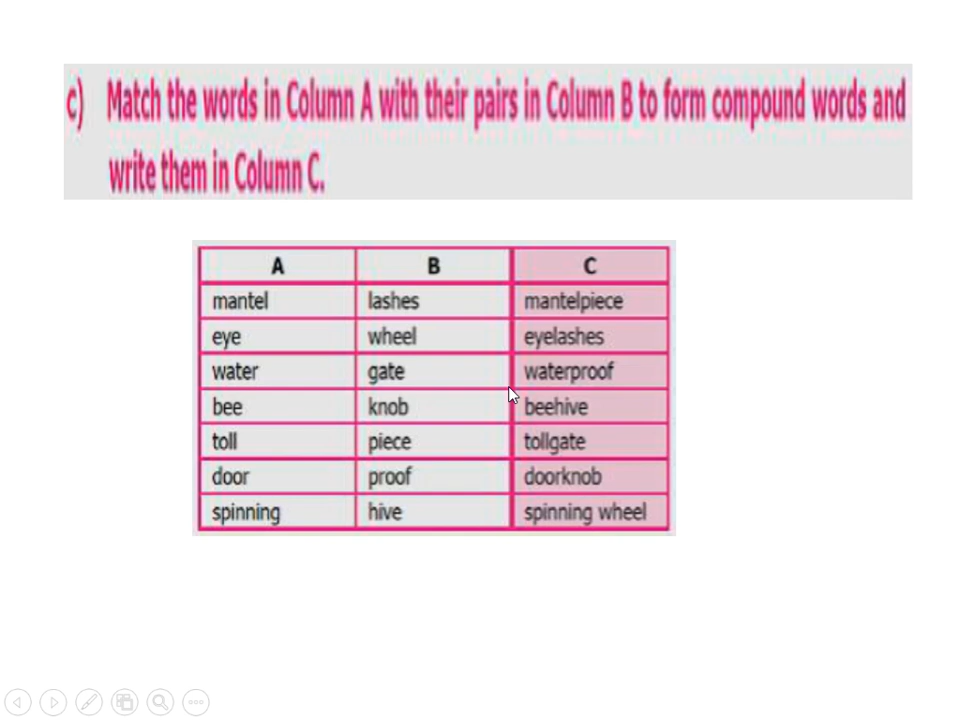 c) Match the words in Column A with their pairs in Column B to form compound words and
write them in Column C.
A B C
mantel lashes mantelpiece
eye wheel eyelashes
water gate waterproof
bee knob beehive
toll piece tollgate
door proof doorknob
spinning hive spinning wheel